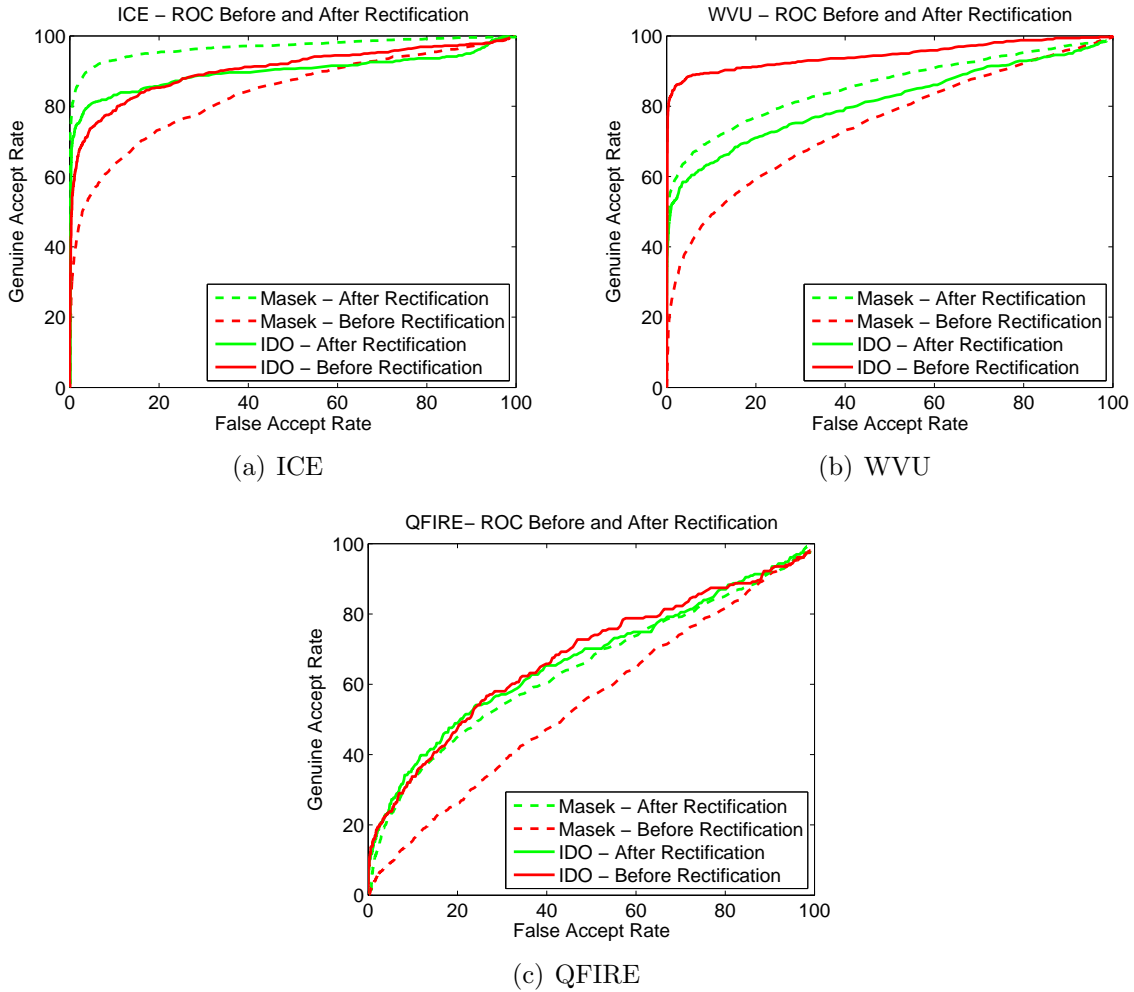 ICE − ROC Before and After Rectification
100
80
60
40
20
0
Genuine Accept Rate
Masek − After Rectification
Masek − Before Rectification
IDO − After Rectification
IDO − Before Rectification
0 20 40 60 80 100
False Accept Rate
(a) ICE
WVU − ROC Before and After Rectification
100
80
60
40
20
0
Genuine Accept Rate
Masek − After Rectification
Masek − Before Rectification
IDO − After Rectification
IDO − Before Rectification
0 20 40 60 80 100
False Accept Rate
(b) WVU
QFIRE− ROC Before and After Rectification
100
80
60
40
20
0
Genuine Accept Rate
Masek − After Rectification
Masek − Before Rectification
IDO − After Rectification
IDO − Before Rectification
0 20 40 60 80 100
False Accept Rate
(c) QFIRE